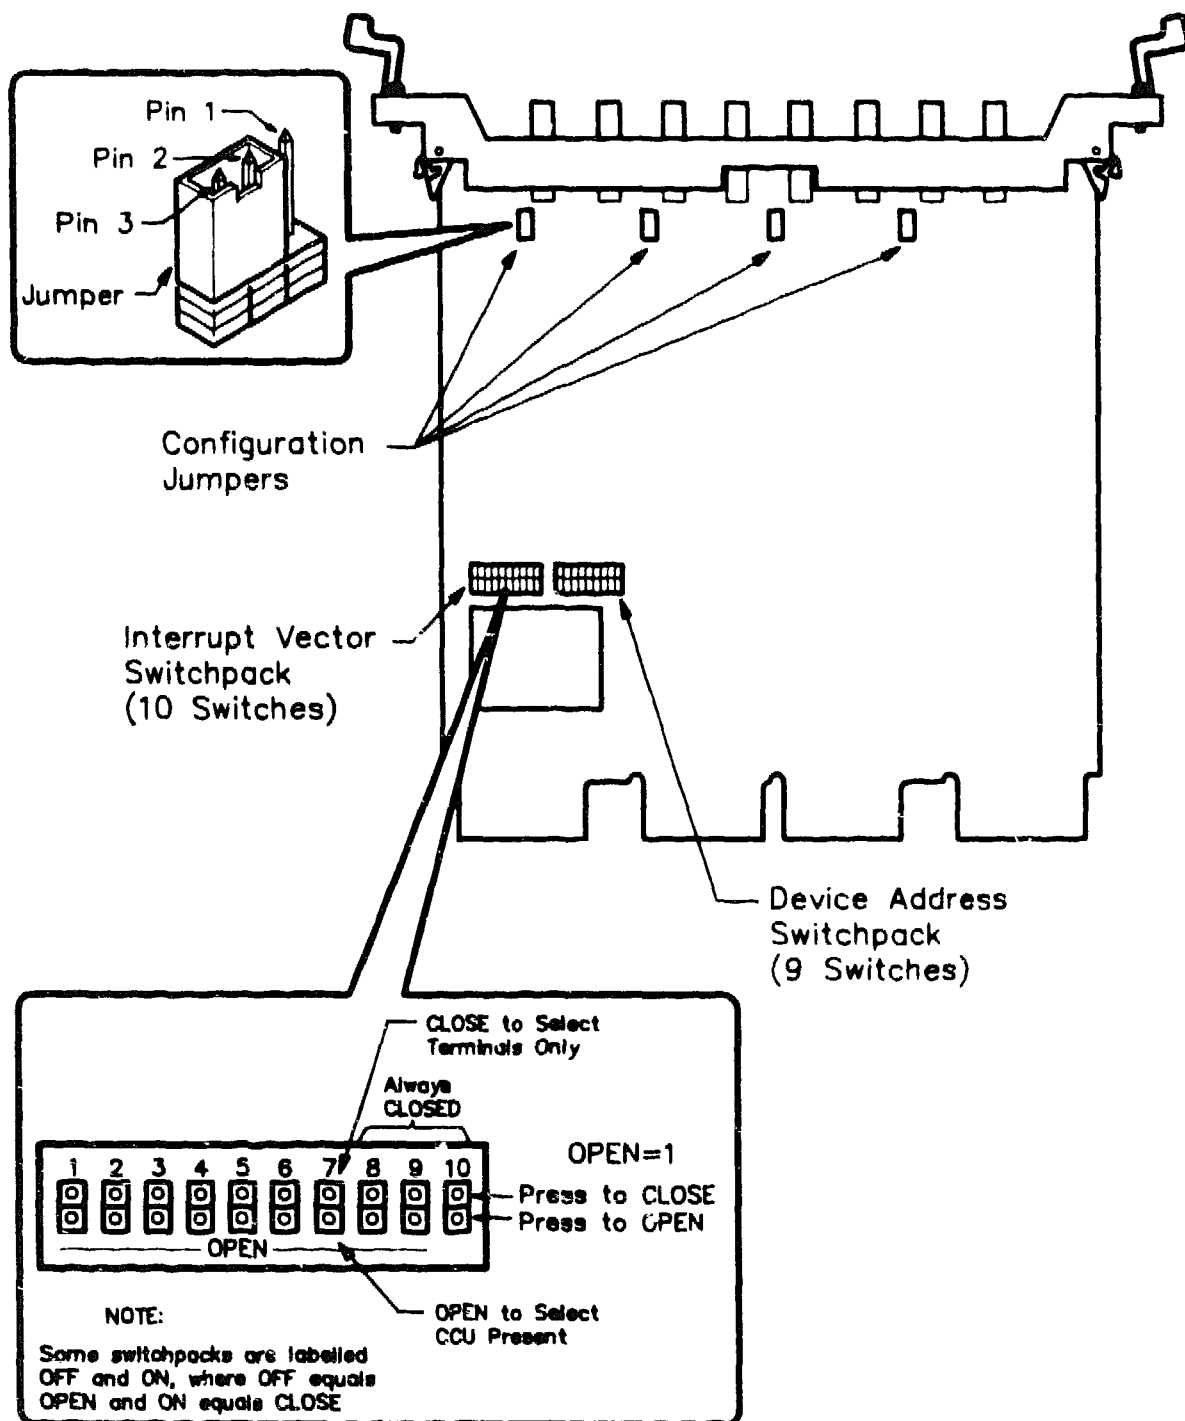 Pin 1
Pin 2
Pin 3
Jumper
Configuration
Jumpers
Interrupt Vector
Switchpack
(10 Switches)
Device Address
Switchpack
(9 Switches)
CLOSE to Select
Terminals Only
Always
CLOSED
OPEN=1
1 2 3 4 5 6 7 8 9 10
Press to CLOSE
Press to OPEN
OPEN
OPEN to Select
CCU Present
NOTE:
Some switchpacks are labelled
OFF and ON, where OFF equals
OPEN and ON equals CLOSE